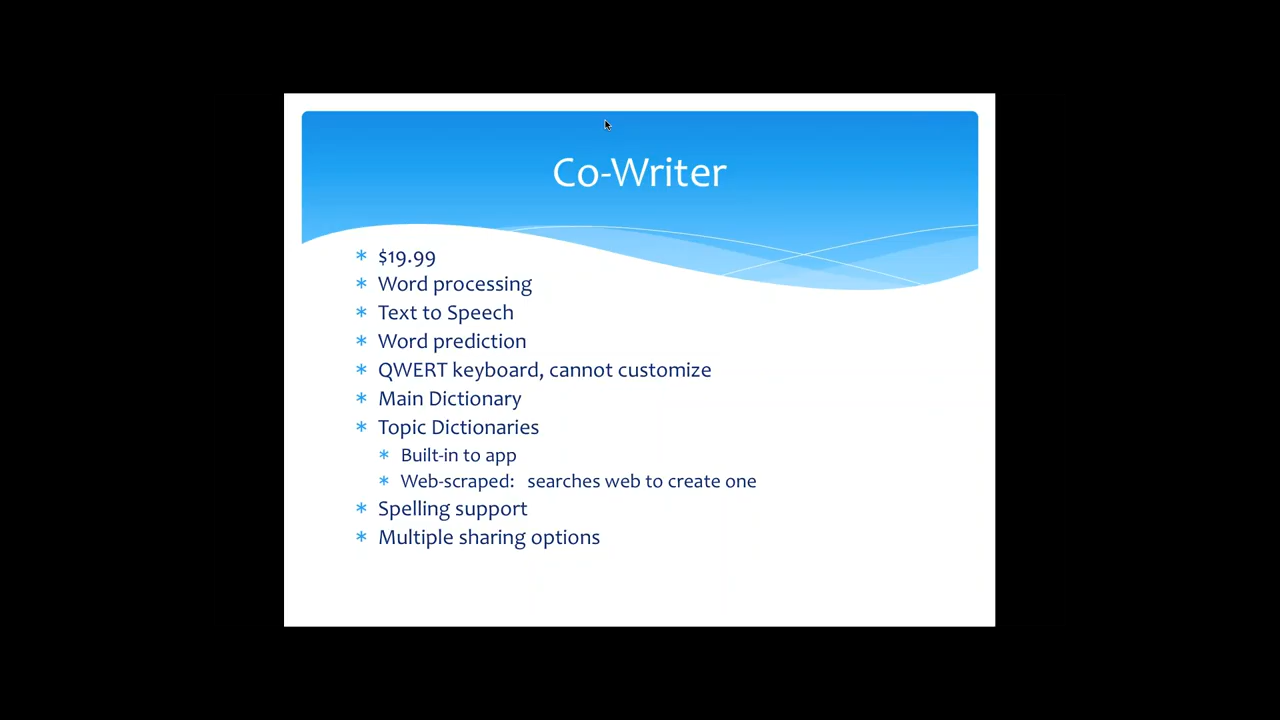 Co-Writer
* $19.99
* Word processing
* Text to Speech
* Word prediction
* QWERT keyboard, cannot customize
* Main Dictionary
* Topic Dictionaries
* Built-in to app
* Web-scraped: searches web to create one
* Spelling support
* Multiple sharing options